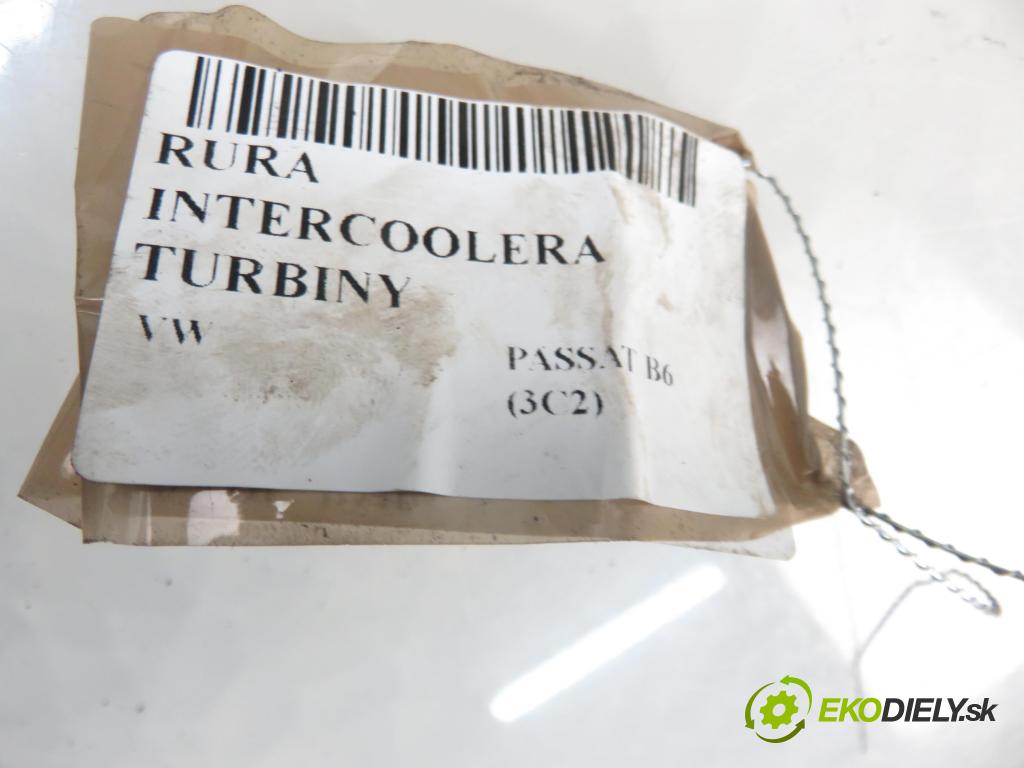 RURA
INTERCOOLERA
TURBINY
VW
PASSAT B6
(3C2)
EKODIELY.sk